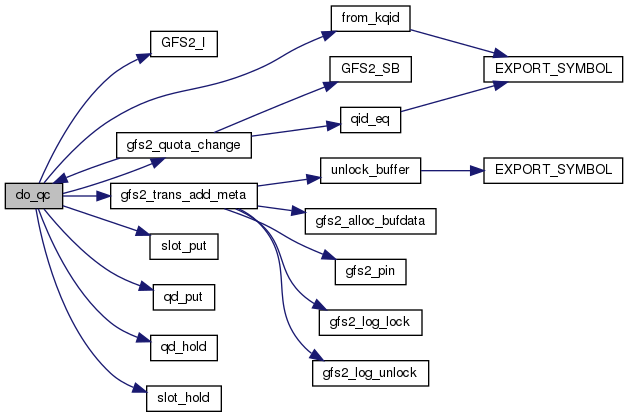 from_kqid
GFS2_I
GFS2_SB
EXPORT_SYMBOL
qid_eq
gfs2_quota_change
unlock_buffer
EXPORT_SYMBOL
do_qc
gfs2_trans_add_meta
gfs2_alloc_bufdata
slot_put
gfs2_pin
qd_put
gfs2_log_lock
qd_hold
gfs2_log_unlock
slot_hold